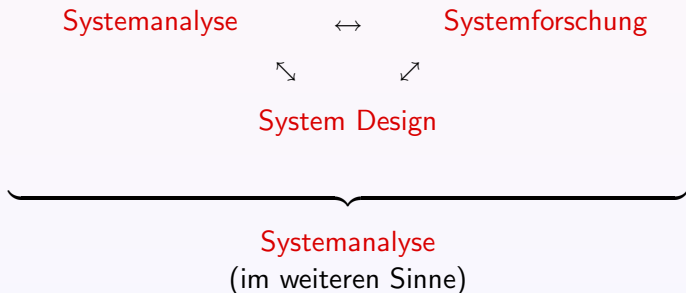 Systemanalyse ↔ Systemforschung
⤡ ⤢
System Design
Systemanalyse
(im weiteren Sinne)